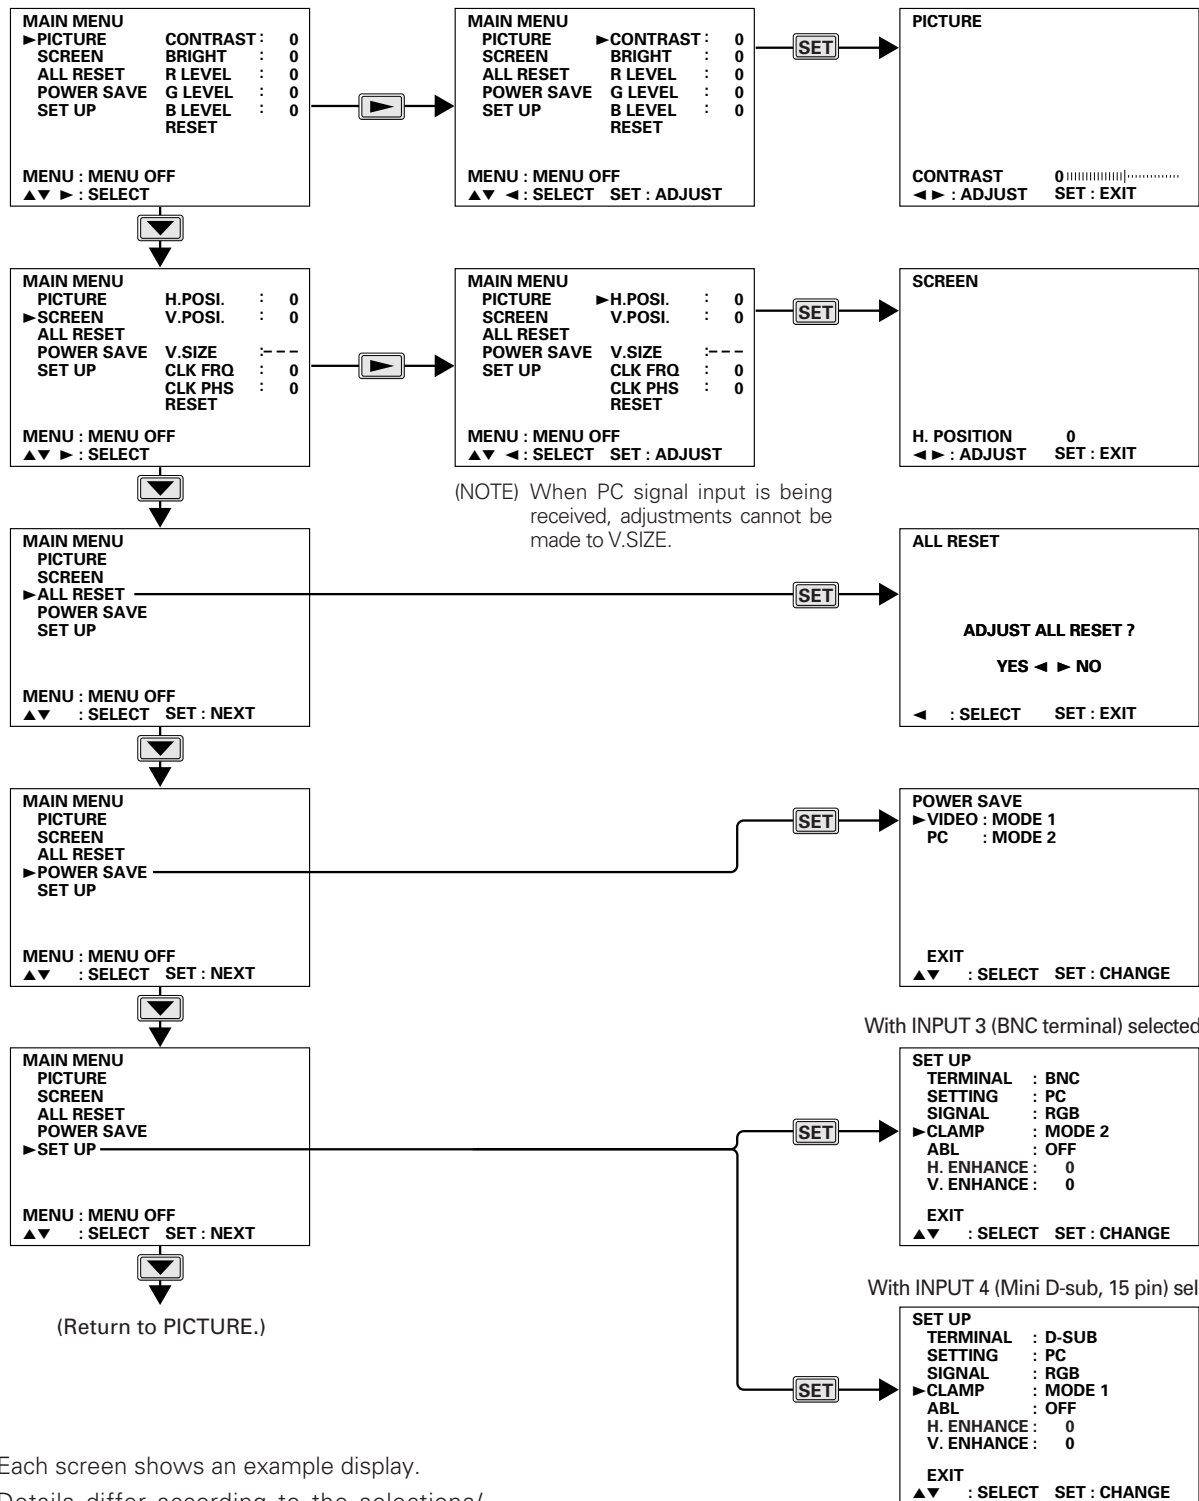 MAIN MENU
►PICTURE CONTRAST : 0
SCREEN BRIGHT : 0
ALL RESET R LEVEL : 0
POWER SAVE G LEVEL : 0
SET UP B LEVEL : 0
RESET
MENU : MENU OFF
▲▼ ► : SELECT
MAIN MENU
PICTURE ►CONTRAST : 0
SCREEN BRIGHT : 0
ALL RESET R LEVEL : 0
POWER SAVE G LEVEL : 0
SET UP B LEVEL : 0
RESET
MENU : MENU OFF
▲▼ ◄ : SELECT SET : ADJUST
SET
PICTURE
CONTRAST 0
◄ ► : ADJUST SET : EXIT
MAIN MENU
PICTURE H.POSI. : 0
►SCREEN V.POSI. : 0
ALL RESET
POWER SAVE V.SIZE :– – –
SET UP CLK FRQ : 0
CLK PHS : 0
RESET
MENU : MENU OFF
▲▼ ► : SELECT
MAIN MENU
PICTURE ►H.POSI. : 0
SCREEN V.POSI. : 0
ALL RESET
POWER SAVE V.SIZE :– – –
SET UP CLK FRQ : 0
CLK PHS : 0
RESET
MENU : MENU OFF
▲▼ ◄ : SELECT SET : ADJUST
SET
SCREEN
H. POSITION 0
◄ ► : ADJUST SET : EXIT
(NOTE) When PC signal input is being
received, adjustments cannot be
made to V.SIZE.
MAIN MENU
PICTURE
SCREEN
►ALL RESET
POWER SAVE
SET UP
MENU : MENU OFF
▲▼ : SELECT SET : NEXT
SET
ALL RESET
ADJUST ALL RESET ?
YES ◄ ► NO
◄ : SELECT SET : EXIT
MAIN MENU
PICTURE
SCREEN
ALL RESET
►POWER SAVE
SET UP
MENU : MENU OFF
▲▼ : SELECT SET : NEXT
SET
POWER SAVE
►VIDEO : MODE 1
PC : MODE 2
EXIT
▲▼ : SELECT SET : CHANGE
With INPUT 3 (BNC terminal) selected
MAIN MENU
PICTURE
SCREEN
ALL RESET
POWER SAVE
►SET UP
MENU : MENU OFF
▲▼ : SELECT SET : NEXT
(Return to PICTURE.)
SET
SET UP
TERMINAL : BNC
SETTING : PC
SIGNAL : RGB
►CLAMP : MODE 2
ABL : OFF
H. ENHANCE : 0
V. ENHANCE : 0
EXIT
▲▼ : SELECT SET : CHANGE
With INPUT 4 (Mini D-sub, 15 pin) sel
SET
SET UP
TERMINAL : D-SUB
SETTING : PC
SIGNAL : RGB
►CLAMP : MODE 1
ABL : OFF
H. ENHANCE : 0
V. ENHANCE : 0
EXIT
▲▼ : SELECT SET : CHANGE
Each screen shows an example display.
Details differ according to the selections/